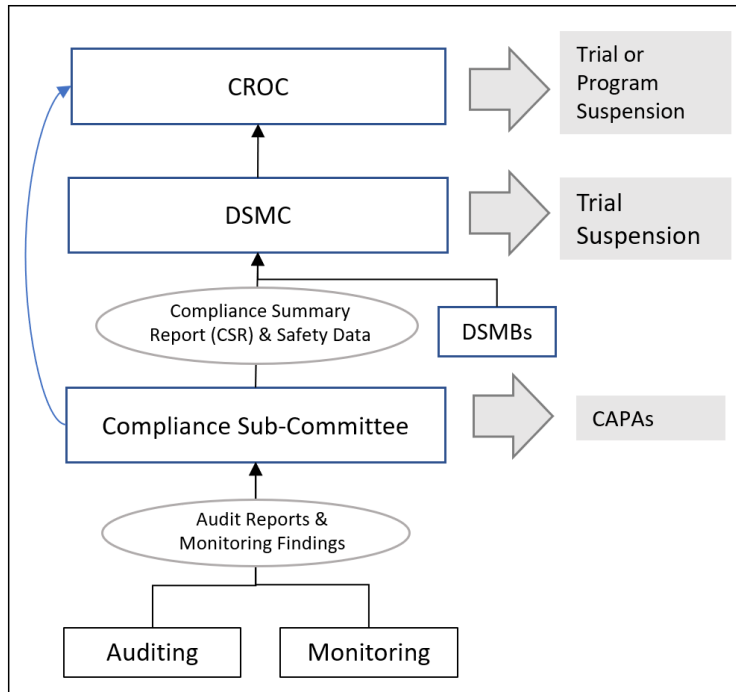 CROC
Trial or
Program
Suspension
DSMC
Trial
Suspension
Compliance Summary
Report (CSR) & Safety Data
DSMBs
Compliance Sub-Committee
CAPAs
Audit Reports &
Monitoring Findings
Auditing
Monitoring